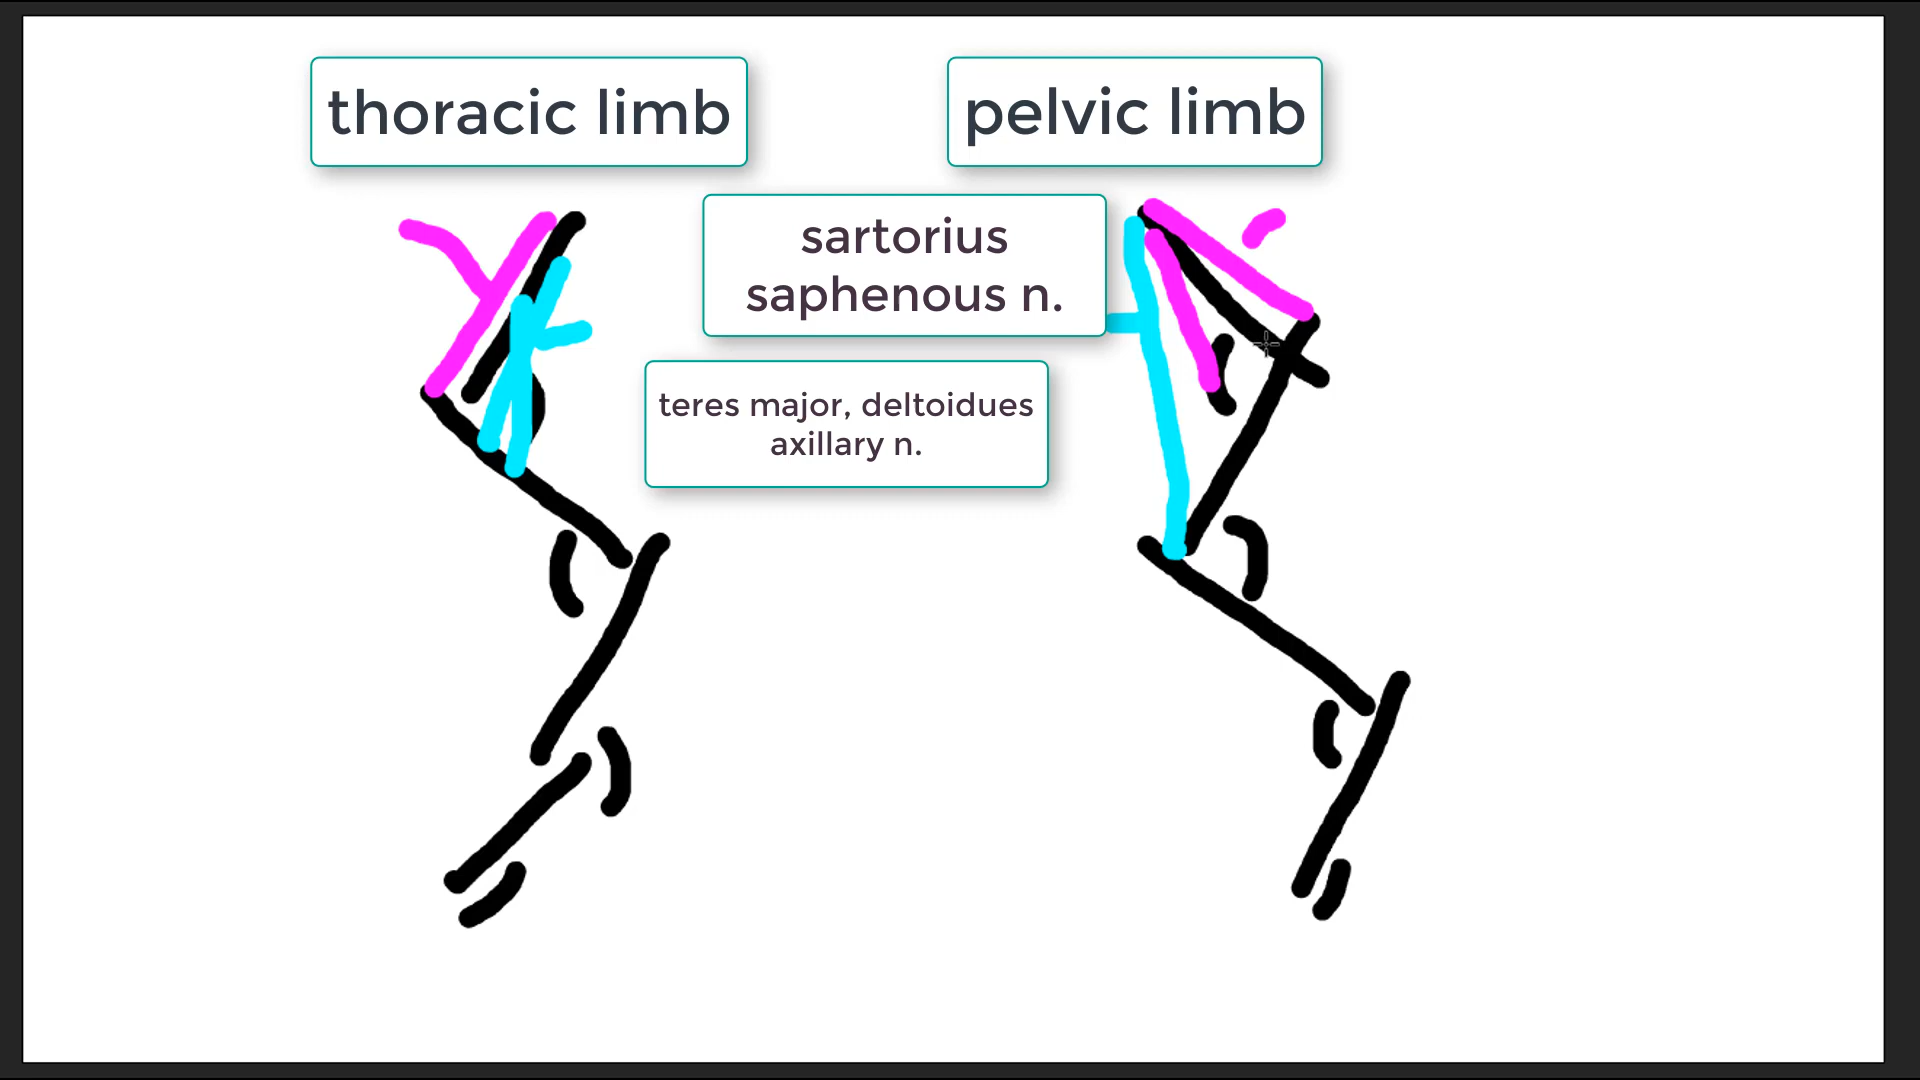 thoracic limb
pelvic limb
sartorius
saphenous n.
teres major, deltoidues
axillary n.